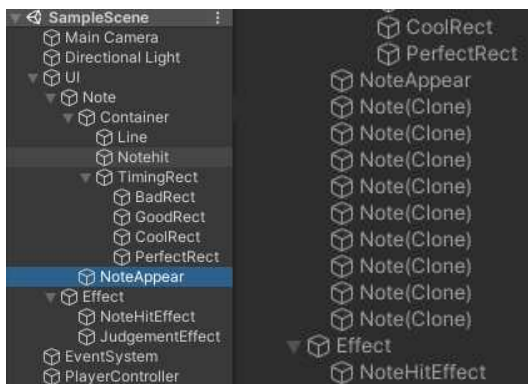 SampleScene
Main Camera
Directional Light
UI
Note
Container
Line
Notehit
TimingRect
BadRect
GoodRect
CoolRect
PerfectRect
NoteAppear
Effect
NoteHitEffect
JudgementEffect
EventSystem
PlayerController
CoolRect
PerfectRect
NoteAppear
Note(Clone)
Note(Clone)
Note(Clone)
Note(Clone)
Note(Clone)
Note(Clone)
Note(Clone)
Note(Clone)
Note(Clone)
Effect
NoteHitEffect